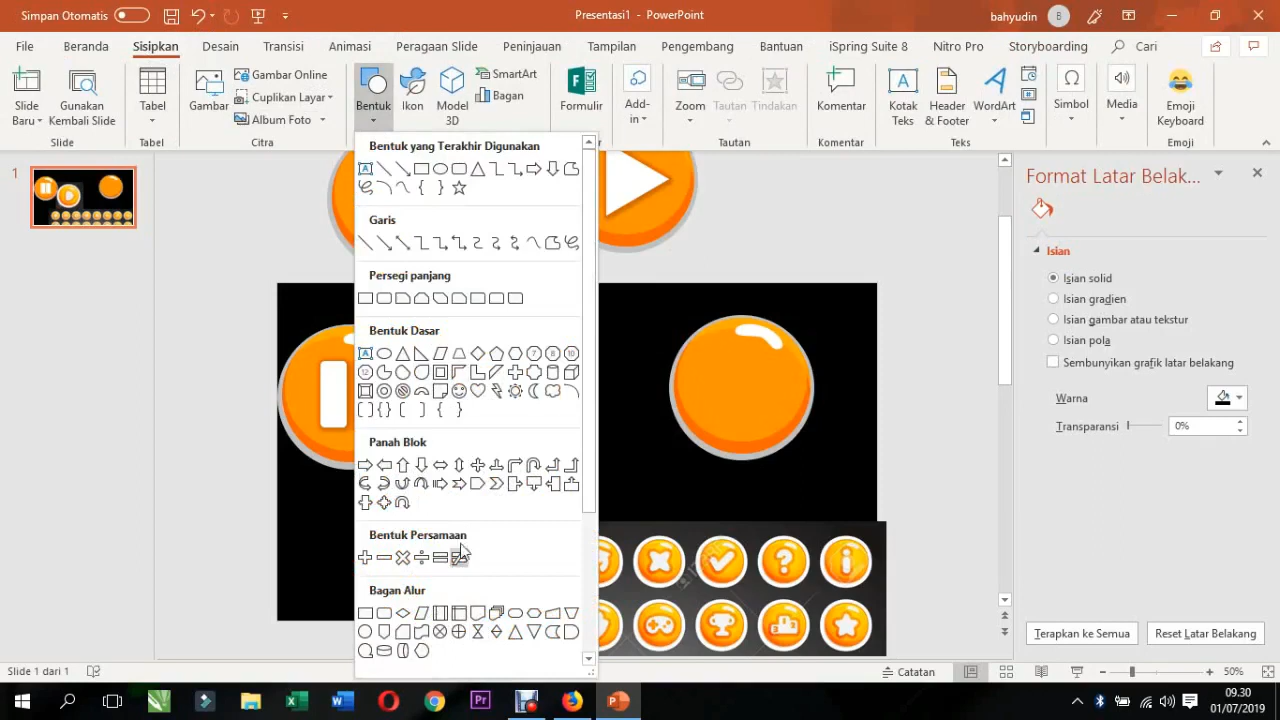 Simpan Otomatis
Presentasi1 - PowerPoint
bahyudin
B
File Beranda Sisipkan Desain Transisi Animasi Peragaan Slide Peninjauan Tampilan Pengembang Bantuan iSpring Suite 8 Nitro Pro Storyboarding Cari
Slide Baru
Gunakan Kembali Slide
Slide
Tabel
Tabel
Gambar
Gambar Online
Cuplikan Layar
Album Foto
Citra
Bentuk
Ikon
Model 3D
SmartArt
Bagan
Formulir
Add-in
Zoom
Tautan
Tindakan
Tautan
Komentar
Komentar
Kotak Teks
Header & Footer
WordArt
Teks
Simbol
Media
Emoji Keyboard
Emoji
Bentuk yang Terakhir Digunakan
Garis
Persegi panjang
Bentuk Dasar
Panah Blok
Bentuk Persamaan
Bagan Alur
1
Format Latar Belak...
Isian
Isian solid
Isian gradien
Isian gambar atau tekstur
Isian pola
Sembunyikan grafik latar belakang
Warna
Transparansi
0%
Terapkan ke Semua
Reset Latar Belakang
Slide 1 dari 1
Catatan
50%
09.30
01/07/2019